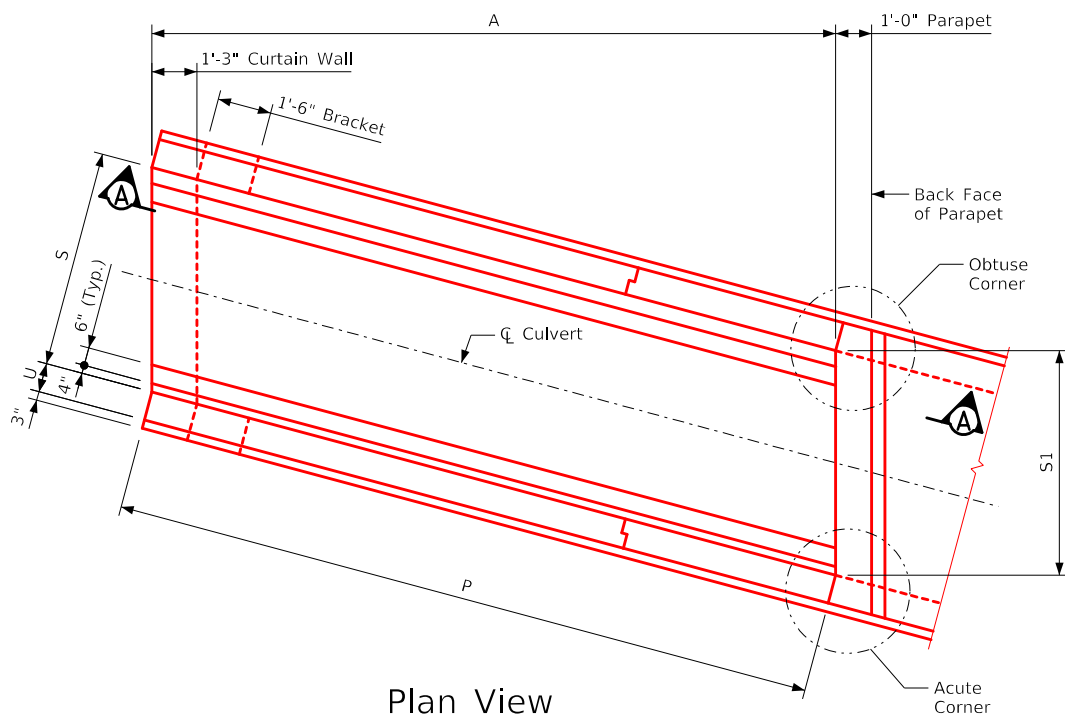 A
1'-0" Parapet
1'-3" Curtain Wall
1'-6" Bracket
A
Back Face
of Parapet
S
6" (Typ.)
Obtuse
Corner
℄ Culvert
U
4"
3"
A
S1
P
Plan View
Acute
Corner